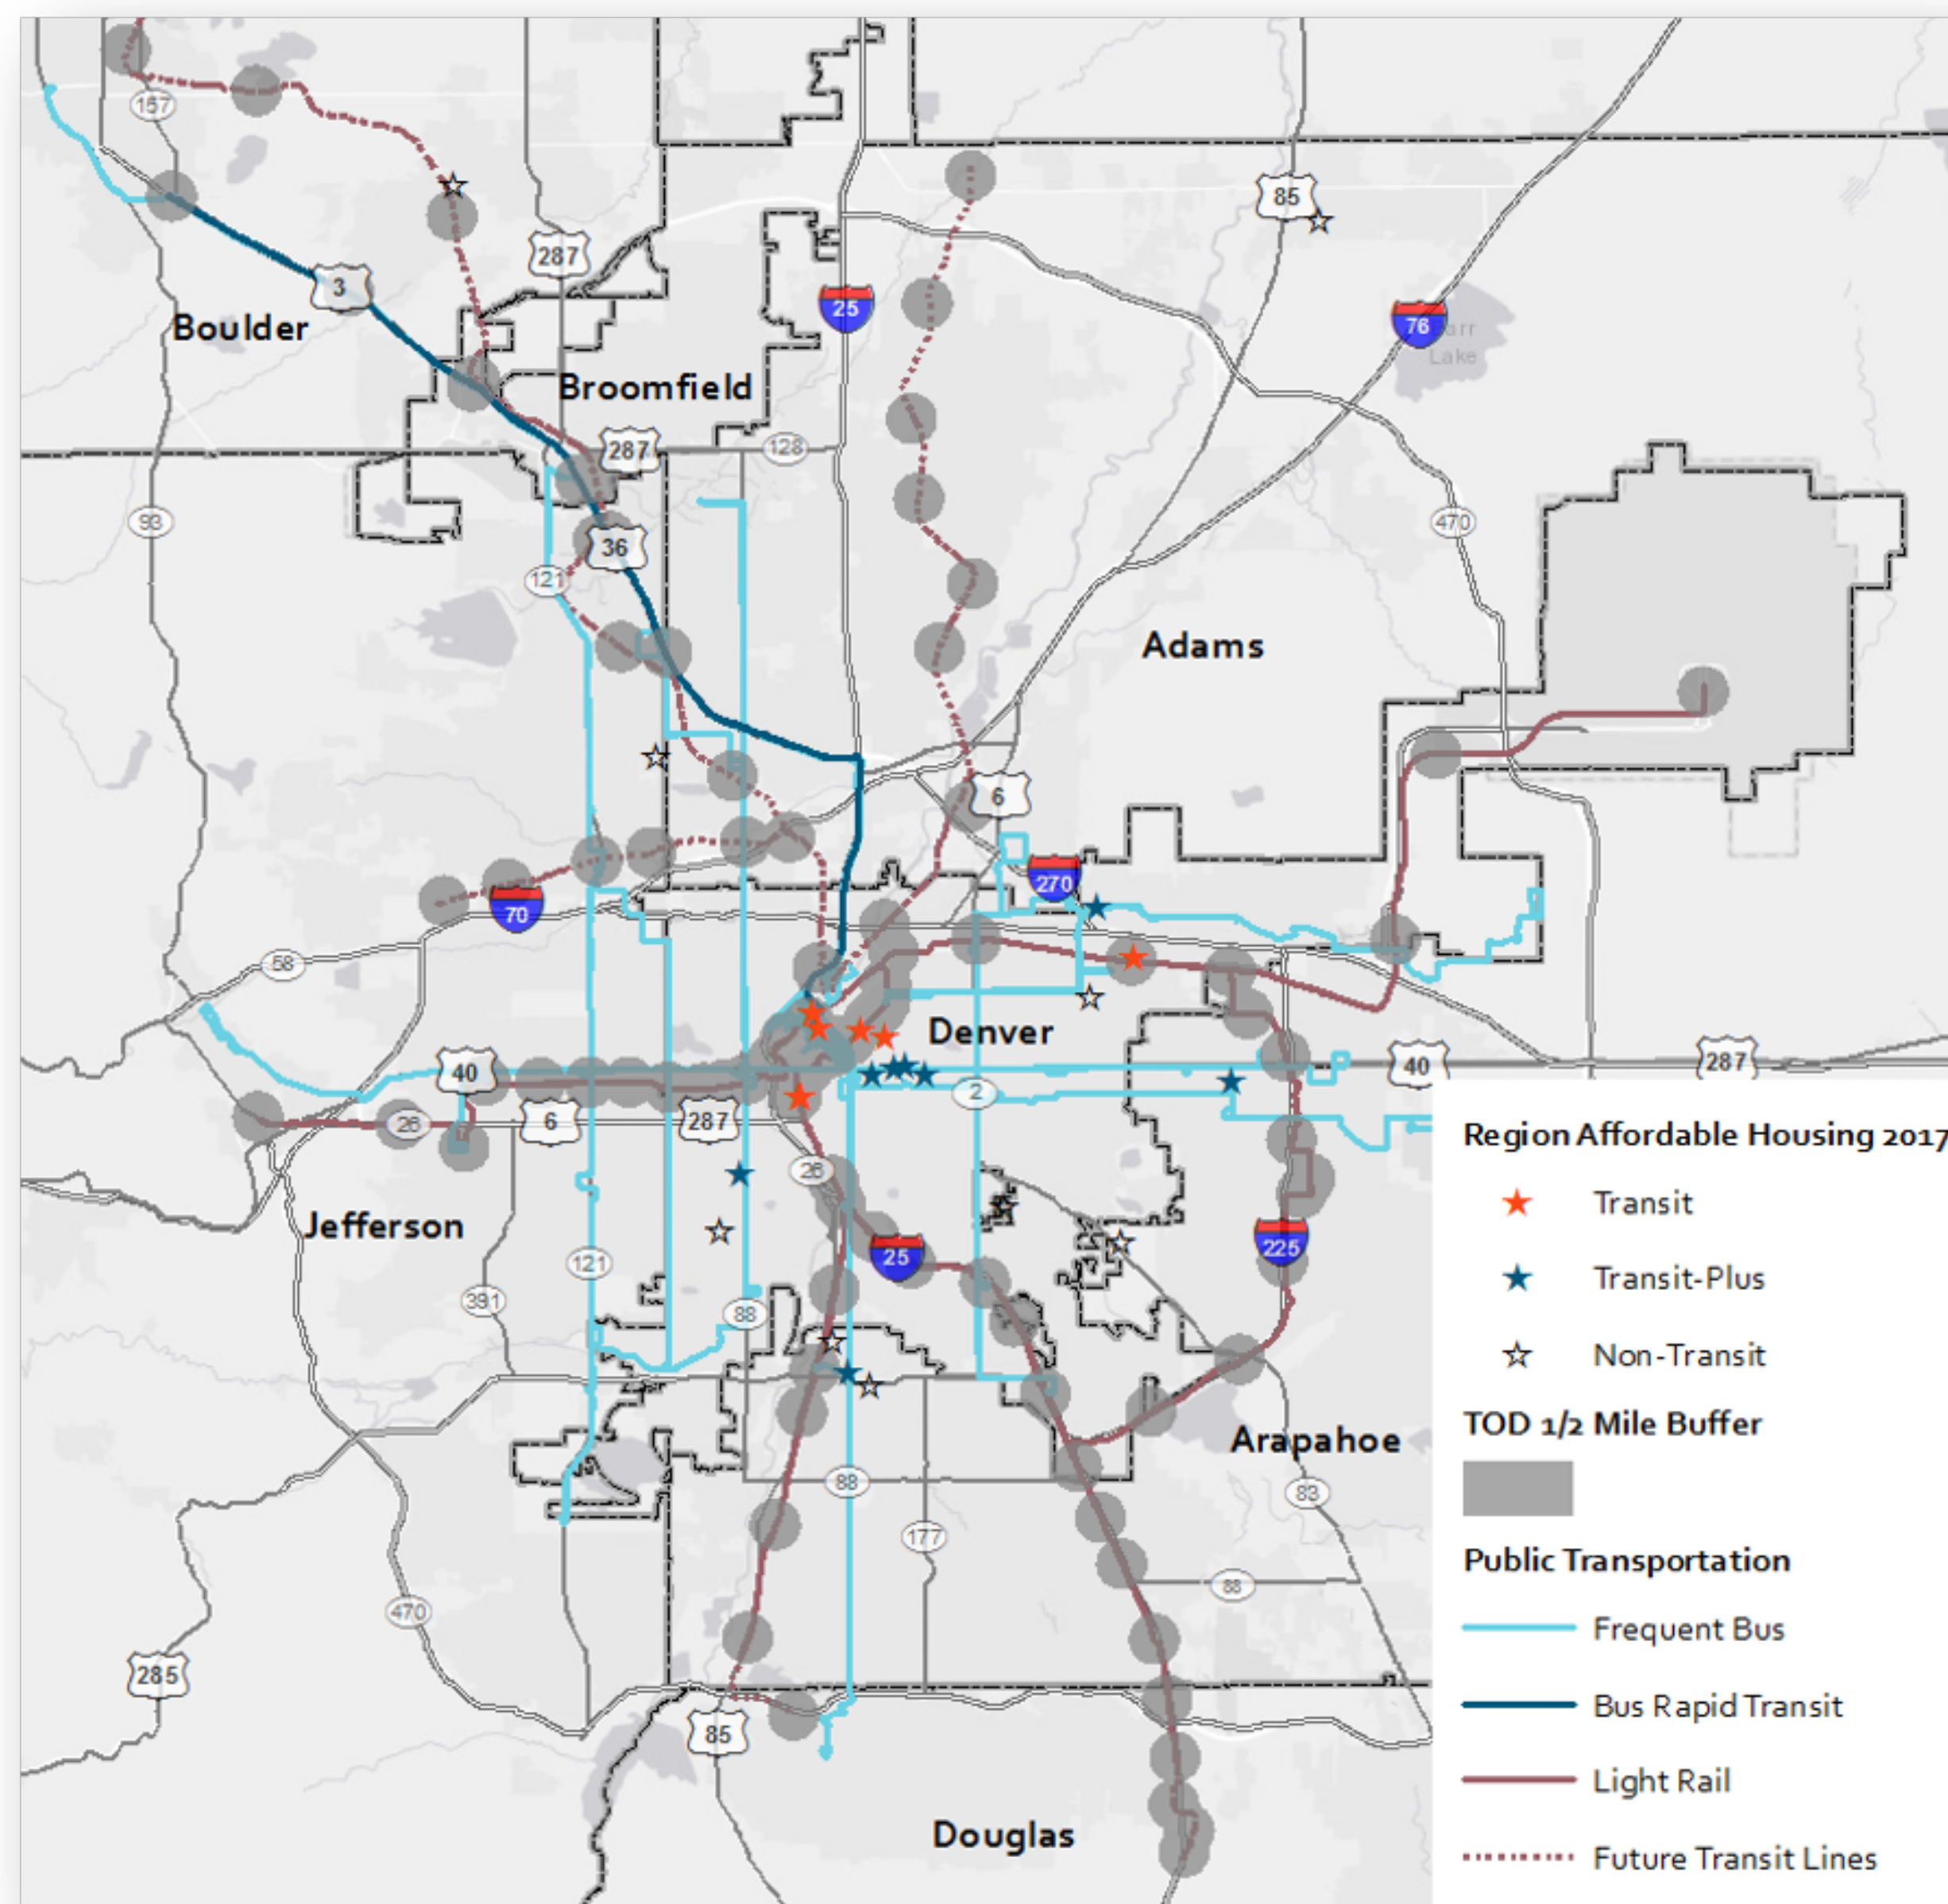 157
85
287
3
25
76
Barr
Lake
Boulder
Broomfield
287
128
93
36
470
121
Adams
6
270
70
58
Denver
40
40
287
2
26
6
287
26
Region Affordable Housing 2017
Transit
Jefferson
25
225
121
Transit-Plus
391
88
Non-Transit
TOD 1/2 Mile Buffer
Arapahoe
88
83
177
Public Transportation
88
470
Frequent Bus
285
Bus Rapid Transit
85
Light Rail
Douglas
Future Transit Lines